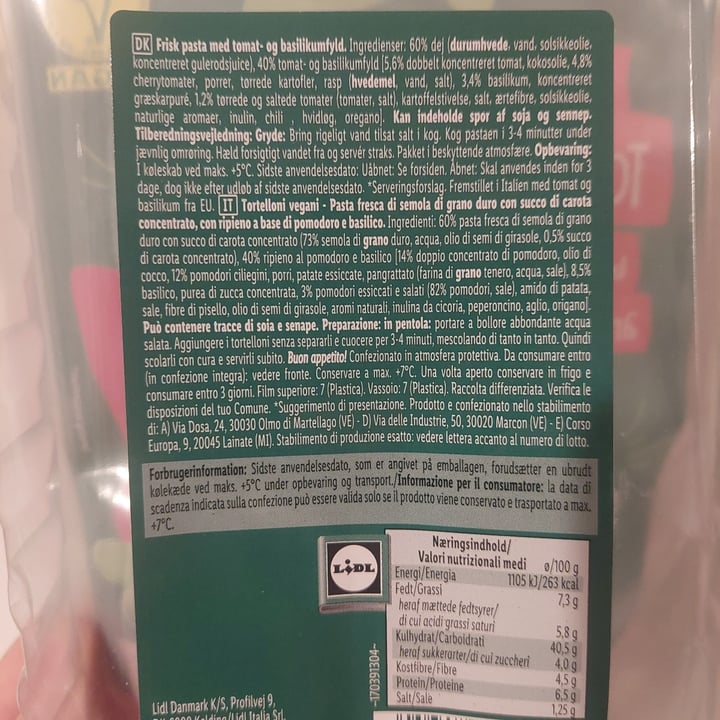 DK Frisk pasta med tomat- og basilikumfyld. Ingredienser: 60% dej (durumhvede, vand, solsikkeolie,
koncentreret gulerodsjuice), 40% tomat- og basilikumfyld [5,6% dobbelt koncentreret tomat, kokosolie, 4,8%
cherrytomater, porrer, tørrede kartofler, rasp (hvedemel, vand, salt), 3,4% basilikum, koncentreret
græskarpuré, 1,2% tørrede og saltede tomater (tomater, salt), kartoffelstivelse, salt, ærtefibre, solsikkeolie,
naturlige aromaer, inulin, chili , hvidløg, oregano]. Kan indeholde spor af soja og sennep.
Tilberedningsvejledning: Gryde: Bring rigeligt vand tilsat salt i kog. Kog pastaen i 3-4 minutter under
jævnlig omrøring. Hæld forsigtigt vandet fra og servér straks. Pakket i beskyttende atmosfære. Opbevaring:
I køleskab ved maks. +5°C. Sidste anvendelsesdato: Uåbnet: Se forsiden. Åbnet: Skal anvendes inden for 3
dage, dog ikke efter udløb af sidste anvendelsesdato. *Serveringsforslag. Fremstillet i Italien med tomat og
basilikum fra EU. IT Tortelloni vegani - Pasta fresca di semola di grano duro con succo di carota
concentrato, con ripieno a base di pomodoro e basilico. Ingredienti: 60% pasta fresca di semola di grano
duro con succo di carota concentrato (73% semola di grano duro, acqua, olio di semi di girasole, 0,5% succo
di carota concentrato), 40% ripieno al pomodoro e basilico [14% doppio concentrato di pomodoro, olio di
cocco, 12% pomodori ciliegini, porri, patate essiccate, pangrattato (farina di grano tenero, acqua, sale), 8,5%
basilico, purea di zucca concentrata, 3% pomodori essiccati e salati (82% pomodori, sale), amido di patata,
sale, fibre di pisello, olio di semi di girasole, aromi naturali, inulina da cicoria, peperoncino, aglio, origano].
Può contenere tracce di soia e senape. Preparazione: in pentola: portare a bollore abbondante acqua
salata. Aggiungere i tortelloni senza separarli e cuocere per 3-4 minuti, mescolando di tanto in tanto. Quindi
scolarli con cura e servirli subito. Buon appetito! Confezionato in atmosfera protettiva. Da consumare entro
(in confezione integra): vedere fronte. Conservare a max. +7°C. Una volta aperto conservare in frigo e
consumare entro 3 giorni. Film superiore: 7 (Plastica). Vassoio: 7 (Plastica). Raccolta differenziata. Verifica le
disposizioni del tuo Comune. *Suggerimento di presentazione. Prodotto e confezionato nello stabilimento
di: A) Via Dosa, 24, 30030 Olmo di Martellago (VE) - D) Via delle Industrie, 50, 30020 Marcon (VE) - E) Corso
Europa, 9, 20045 Lainate (MI). Stabilimento di produzione esatto: vedere lettera accanto al numero di lotto.
Forbrugerinformation: Sidste anvendelsesdato, som er angivet på emballagen, forudsætter en ubrudt
kølekæde ved maks. +5°C under opbevaring og transport./Informazione per il consumatore: la data di
scadenza indicata sulla confezione può essere valida solo se il prodotto viene conservato e trasportato a max.
+7°C.
LIDL
Næringsindhold/
Valori nutrizionali medi ø/100 g
Energi/Energia 1105 kJ/263 kcal
Fedt/Grassi 7,3 g
heraf mættede fedtsyrer/
di cui acidi grassi saturi 5,8 g
Kulhydrat/Carboidrati 40,5 g
heraf sukkerarter/di cui zuccheri 4,0 g
Kostfibre/Fibre 4,5 g
Protein/Proteine 6,5 g
Salt/Sale 1,25 g
-170391304-
Lidl Danmark K/S, Profilvej 9,